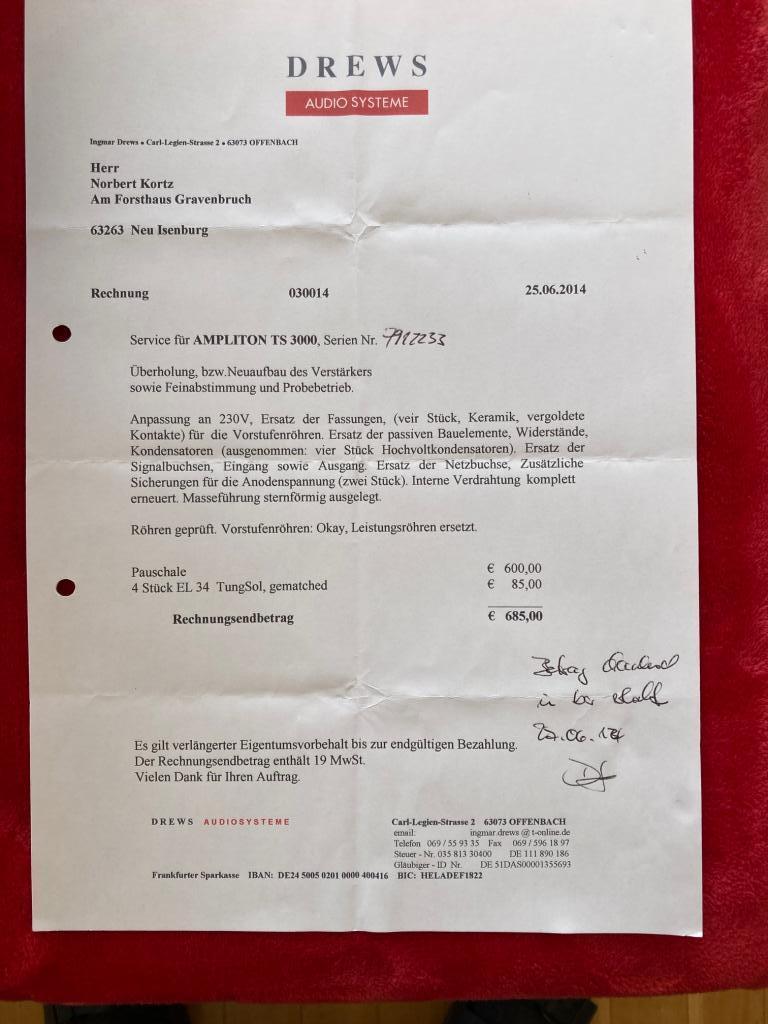 DREWS
AUDIO SYSTEME
Ingmar Drews • Carl-Legien-Strasse 2 • 63073 OFFENBACH
Herr
Norbert Kortz
Am Forsthaus Gravenbruch
63263 Neu Isenburg
Rechnung 030014 25.06.2014
Service für AMPLITON TS 3000, Serien Nr. 7912233
Überholung, bzw.Neuaufbau des Verstärkers
sowie Feinabstimmung und Probebetrieb.
Anpassung an 230V, Ersatz der Fassungen, (veir Stück, Keramik, vergoldete
Kontakte) für die Vorstufenröhren. Ersatz der passiven Bauelemente, Widerstände,
Kondensatoren (ausgenommen: vier Stück Hochvoltkondensatoren). Ersatz der
Signalbuchsen, Eingang sowie Ausgang. Ersatz der Netzbuchse, Zusätzliche
Sicherungen für die Anodenspannung (zwei Stück). Interne Verdrahtung komplett
erneuert. Masseführung sternförmig ausgelegt.
Röhren geprüft. Vorstufenröhren: Okay, Leistungsröhren ersetzt.
Pauschale € 600,00
4 Stück EL 34 TungSol, gematched € 85,00
Rechnungsendbetrag € 685,00
Betrag dankend
in bar erhalt
27.06.14
Es gilt verlängerter Eigentumsvorbehalt bis zur endgültigen Bezahlung.
Der Rechnungsendbetrag enthält 19 MwSt.
Vielen Dank für Ihren Auftrag.
DREWS AUDIOSYSTEME
Carl-Legien-Strasse 2 63073 OFFENBACH
email: ingmar.drews @ t-online.de
Telefon 069 / 55 93 35 Fax 069 / 596 18 97
Steuer - Nr. 035 813 30400 DE 111 890 186
Gläubiger - ID Nr. DE 51DAS00001355693
Frankfurter Sparkasse IBAN: DE24 5005 0201 0000 400416 BIC: HELADEF1822